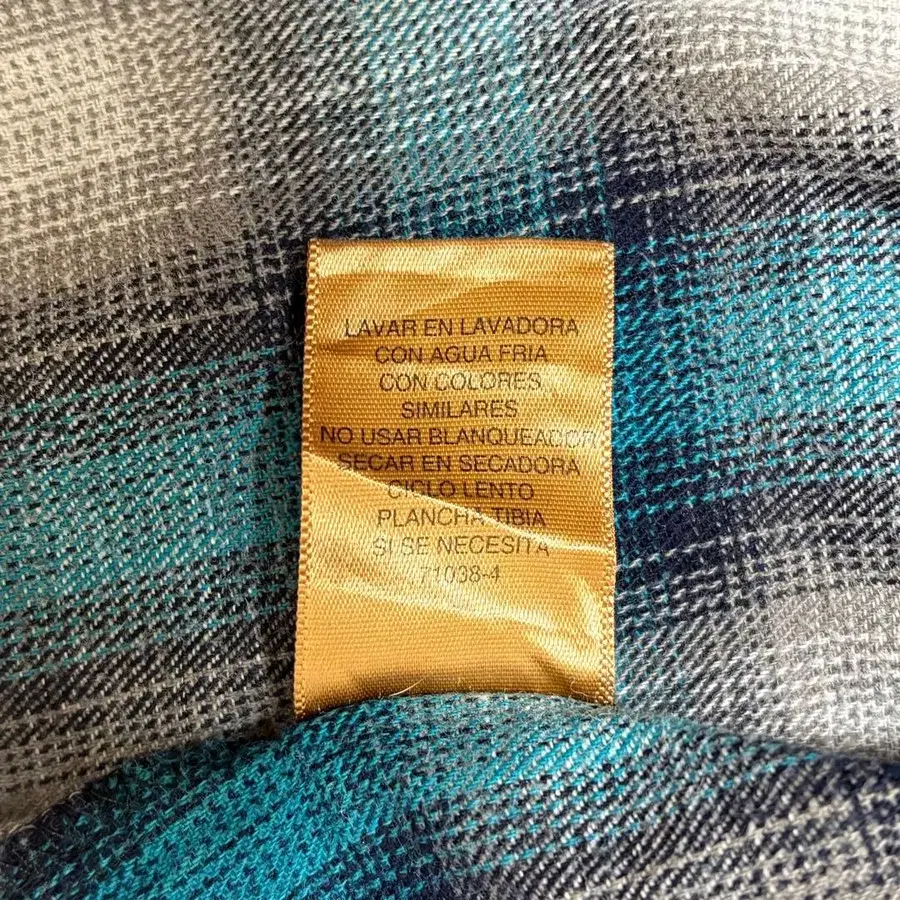 LAVAR EN LAVADORA
CON AGUA FRIA
CON COLORES
SIMILARES
NO USAR BLANQUEADOR
SECAR EN SECADORA
CICLO LENTO
PLANCHA TIBIA
SI SE NECESITA
71038-4